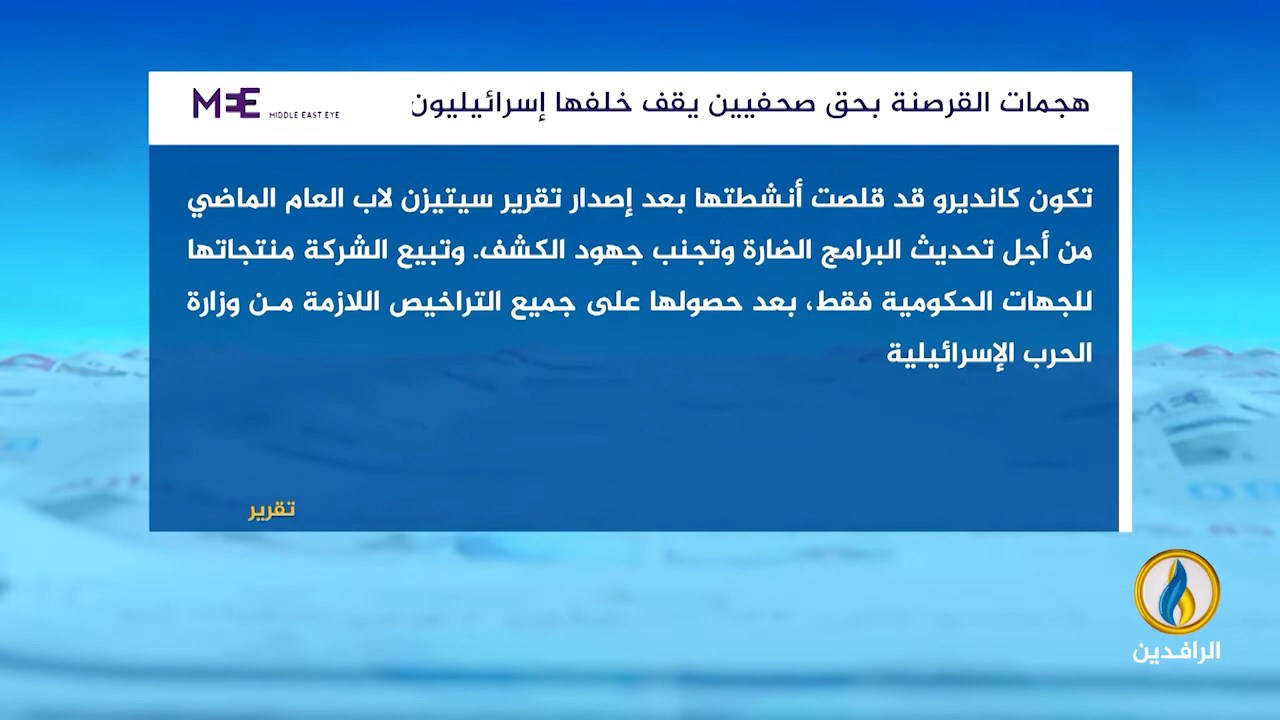 هجمات القرصنة بحق صحفيين يقف خلفها إسرائيليون
MEE MIDDLE EAST EYE
تكون كانديرو قد قلصت أنشطتها بعد إصدار تقرير سيتيزن لاب العام الماضي
من أجل تحديث البرامج الضارة وتجنب جهود الكشف. وتبيع الشركة منتجاتها
للجهات الحكومية فقط، بعد حصولها على جميع التراخيص اللازمة من وزارة
الحرب الإسرائيلية
تقرير
الرافدين